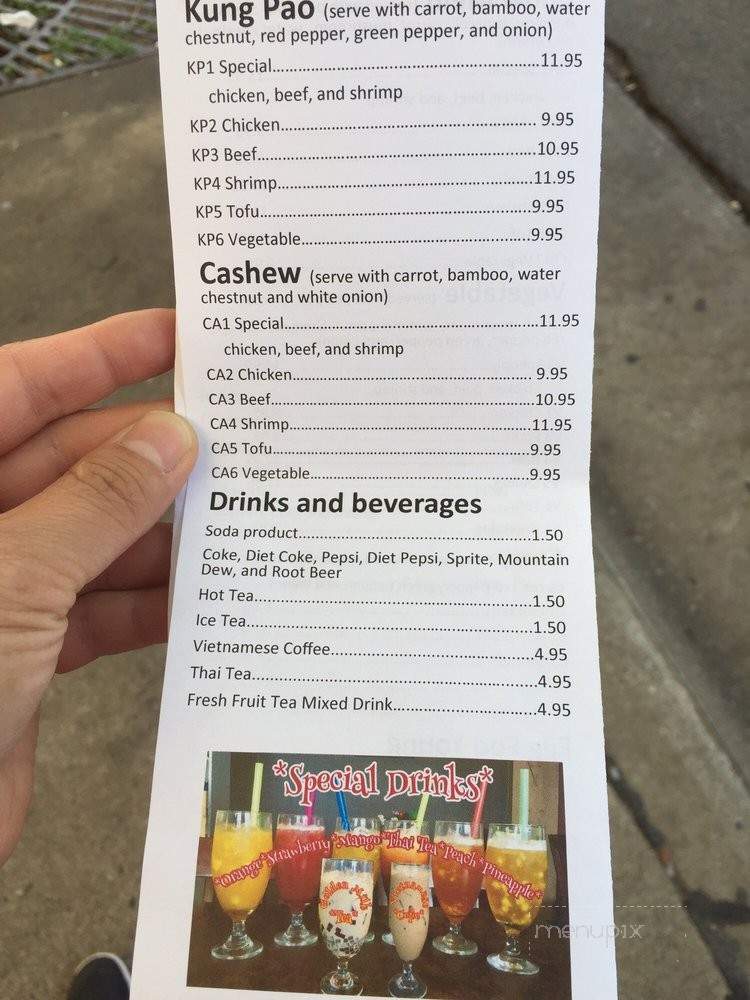 Kung Pao (serve with carrot, bamboo, water
chestnut, red pepper, green pepper, and onion)
KP1 Special..........................................11.95
chicken, beef, and shrimp
KP2 Chicken.......................................... 9.95
KP3 Beef.............................................10.95
KP4 Shrimp...........................................11.95
KP5 Tofu.............................................9.95
KP6 Vegetable........................................9.95
Cashew (serve with carrot, bamboo, water
chestnut and white onion)
CA1 Special..........................................11.95
chicken, beef, and shrimp
CA2 Chicken.......................................... 9.95
CA3 Beef.............................................10.95
CA4 Shrimp...........................................11.95
CA5 Tofu.............................................9.95
CA6 Vegetable........................................9.95
Drinks and beverages
Soda product.........................................1.50
Coke, Diet Coke, Pepsi, Diet Pepsi, Sprite, Mountain
Dew, and Root Beer
Hot Tea..............................................1.50
Ice Tea..............................................1.50
Vietnamese Coffee....................................4.95
Thai Tea.............................................4.95
Fresh Fruit Tea Mixed Drink..........................4.95
*Special Drinks*
*Orange*Strawberry*Mango*Thai Tea*Peach*Pineapple*
Golden Milk
"Tea"
menupix